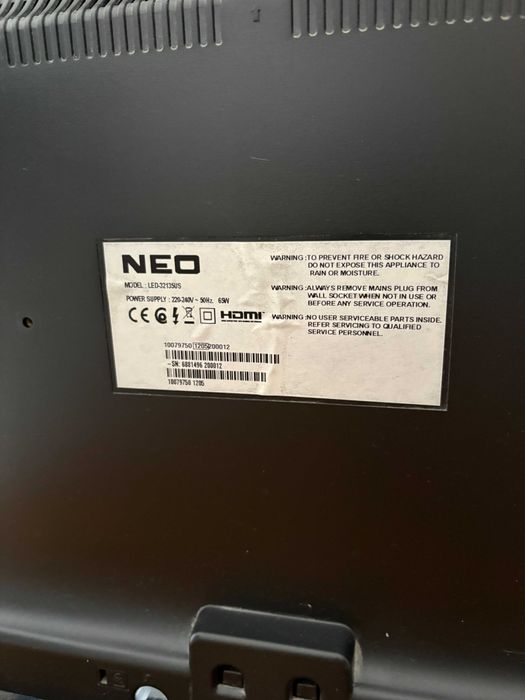 NEO
MODEL : LED-32135US
POWER SUPPLY : 220-240V ~ 50Hz, 65W
CE
HDMI
10079750 1205 200012
-SN: 6881496 200012
10079750 1205
WARNING :TO PREVENT FIRE OR SHOCK HAZARD
DO NOT EXPOSE THIS APPLIANCE TO
RAIN OR MOISTURE.
WARNING :ALWAYS REMOVE MAINS PLUG FROM
WALL SOCKET WHEN NOT IN USE OR
BEFORE ANY SERVICE OPERATION.
WARNING :NO USER SERVICEABLE PARTS INSIDE.
REFER SERVICING TO QUALIFIED
SERVICE PERSONNEL.